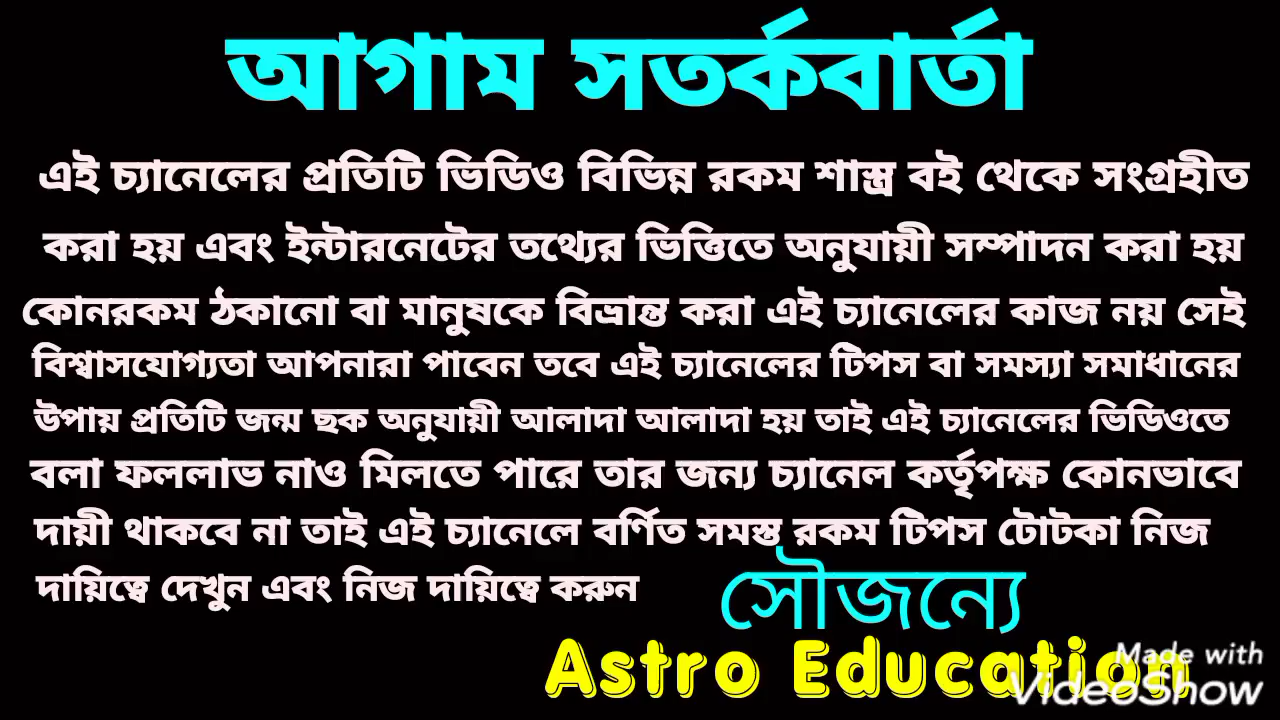 আগাম সতর্কবার্তা
এই চ্যানেলের প্রতিটি ভিডিও বিভিন্ন রকম শাস্ত্র বই থেকে সংগ্রহীত
করা হয় এবং ইন্টারনেটের তথ্যের ভিত্তিতে অনুযায়ী সম্পাদন করা হয়
কোনরকম ঠকানো বা মানুষকে বিভ্রান্ত করা এই চ্যানেলের কাজ নয় সেই
বিশ্বাসযোগ্যতা আপনারা পাবেন তবে এই চ্যানেলের টিপস বা সমস্যা সমাধানের
উপায় প্রতিটি জন্ম ছক অনুযায়ী আলাদা আলাদা হয় তাই এই চ্যানেলের ভিডিওতে
বলা ফললাভ নাও মিলতে পারে তার জন্য চ্যানেল কর্তৃপক্ষ কোনভাবে
দায়ী থাকবে না তাই এই চ্যানেলে বর্ণিত সমস্ত রকম টিপস টোটকা নিজ
দায়িত্বে দেখুন এবং নিজ দায়িত্বে করুন
সৌজন্যে
Astro Education
Made with
VideoShow